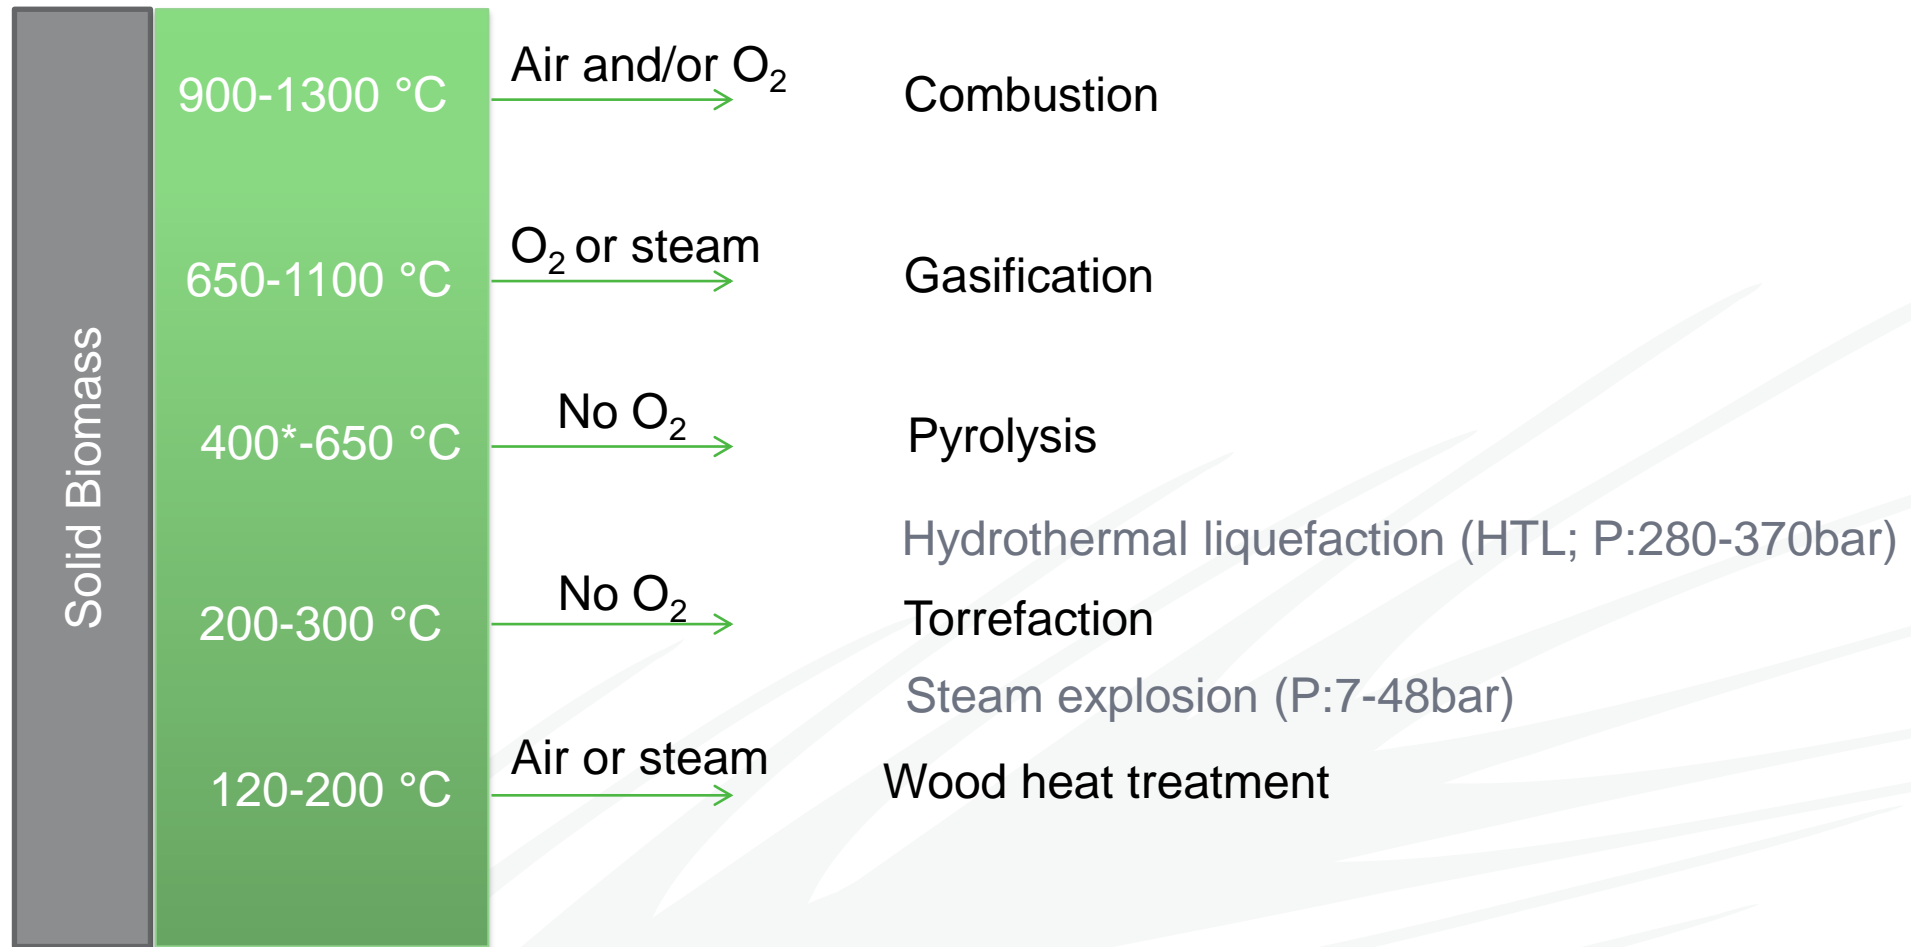 Solid Biomass
900-1300 °C
Air and/or O₂
Combustion
650-1100 °C
O₂ or steam
Gasification
400*-650 °C
No O₂
Pyrolysis
Hydrothermal liquefaction (HTL; P:280-370bar)
200-300 °C
No O₂
Torrefaction
Steam explosion (P:7-48bar)
120-200 °C
Air or steam
Wood heat treatment